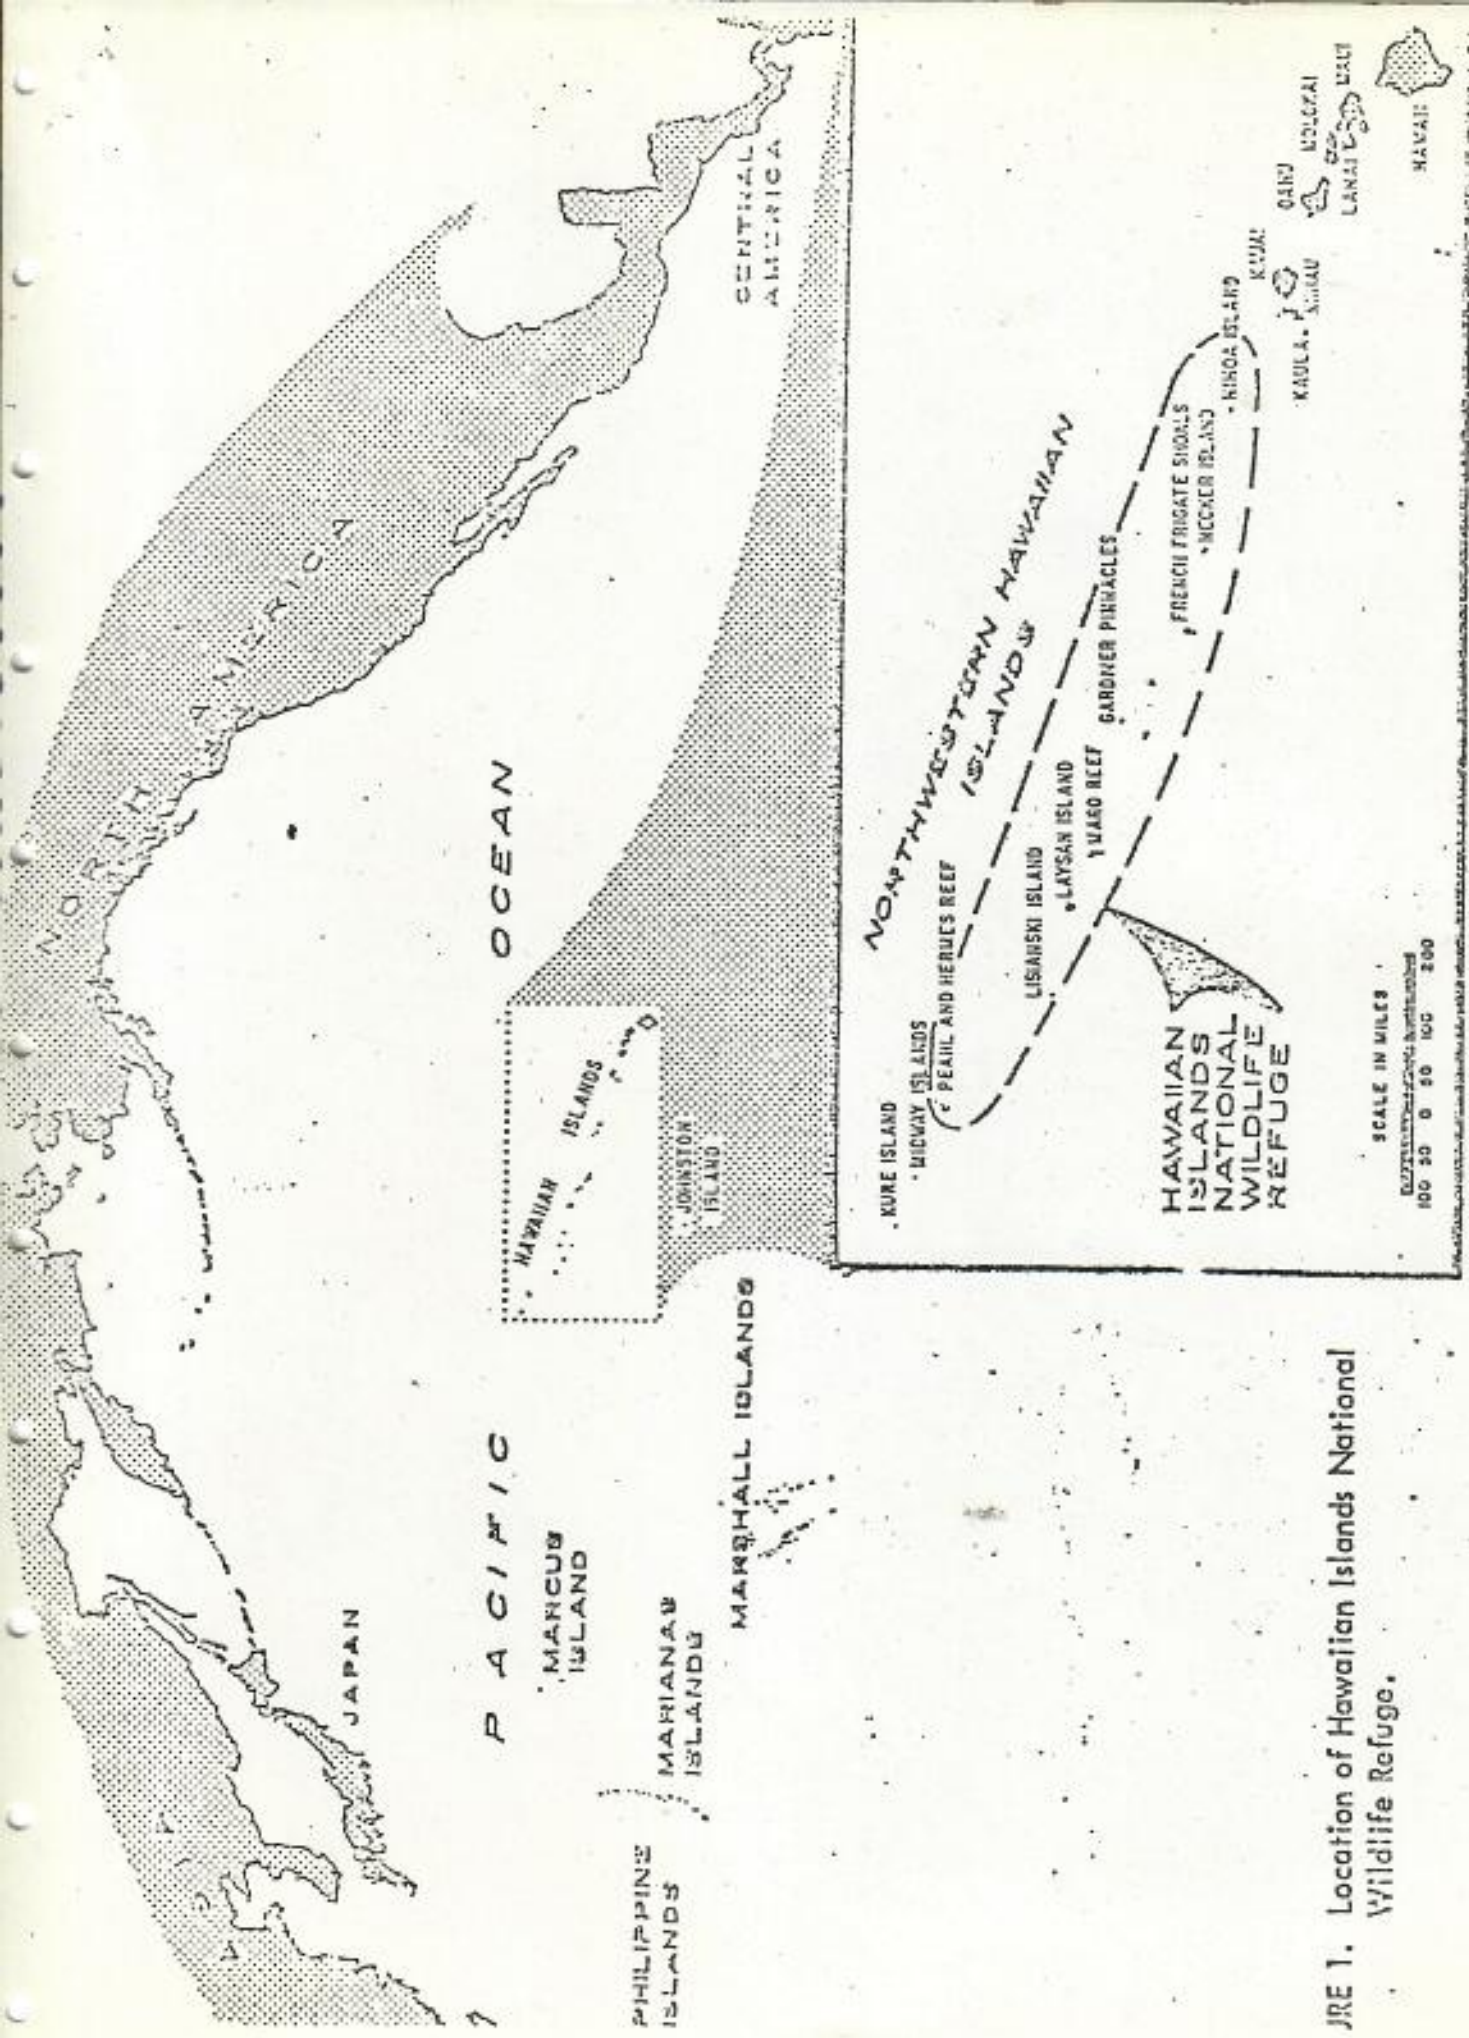 NORTH AMERICA
ASIA
JAPAN
PACIFIC OCEAN
CENTRAL
AMERICA
HAWAIIAN ISLANDS
JOHNSTON
ISLAND
MARCUS
ISLAND
MARIANAS
ISLANDS
MARSHALL ISLANDS
PHILIPPINE
ISLANDS
NORTHWESTERN HAWAIIAN
ISLANDS
KURE ISLAND
MIDWAY ISLANDS
PEARL AND HERMES REEF
LISIANSKI ISLAND
LAYSAN ISLAND
MARO REEF
GARDNER PINNACLES
FRENCH FRIGATE SHOALS
NECKER ISLAND
NIHOA ISLAND
KAULA
NIIHAU
KAUAI
OAHU
MOLOKAI
LANAI
MAUI
HAWAII
HAWAIIAN
ISLANDS
NATIONAL
WILDLIFE
REFUGE
SCALE IN MILES
100 50 0 50 100 200
JRE 1. Location of Hawaiian Islands National
Wildlife Refuge.